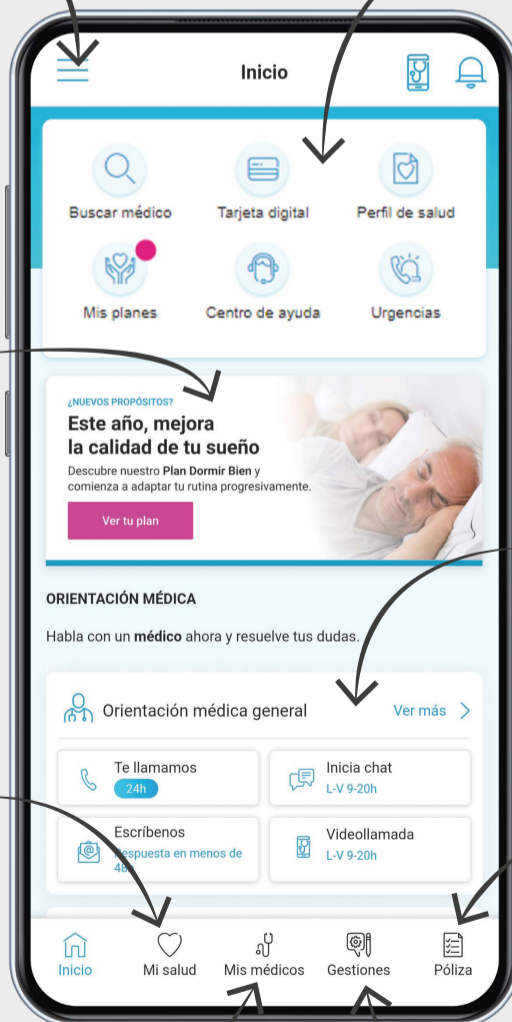 Inicio
Buscar médico
Tarjeta digital
Perfil de salud
Mis planes
Centro de ayuda
Urgencias
¿NUEVOS PROPÓSITOS?
Este año, mejora
la calidad de tu sueño
Descubre nuestro Plan Dormir Bien y
comienza a adaptar tu rutina progresivamente.
Ver tu plan
ORIENTACIÓN MÉDICA
Habla con un médico ahora y resuelve tus dudas.
Orientación médica general
Ver más
Te llamamos
24h
Inicia chat
L-V 9-20h
Escríbenos
Respuesta en menos de
48h
Videollamada
L-V 9-20h
Inicio
Mi salud
Mis médicos
Gestiones
Póliza